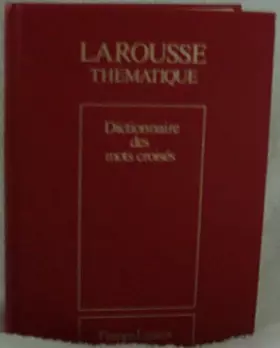 LAROUSSE
THEMATIQUE
Dictionnaire
des
mots croisés